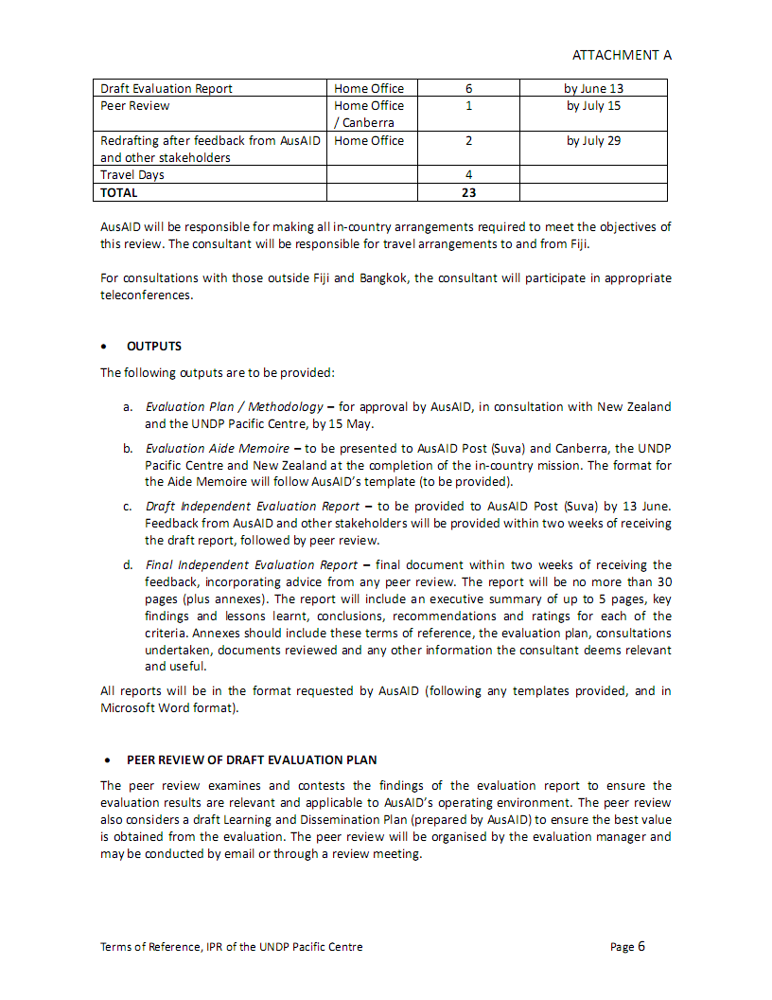 ATTACHMENT A
Draft Evaluation Report Home Office 6 by June 13
Peer Review Home Office 1 by July 15
/ Canberra
Redrafting after feedback from AusAID Home Office 2 by July 29
and other stakeholders
Travel Days 4
TOTAL 23
AusAID will be responsible for making all in-country arrangements required to meet the objectives of
this review. The consultant will be responsible for travel arrangements to and from Fiji.
For consultations with those outside Fiji and Bangkok, the consultant will participate in appropriate
teleconferences.
• OUTPUTS
The following outputs are to be provided:
a. Evaluation Plan / Methodology – for approval by AusAID, in consultation with New Zealand
and the UNDP Pacific Centre, by 15 May.
b. Evaluation Aide Memoire – to be presented to AusAID Post (Suva) and Canberra, the UNDP
Pacific Centre and New Zealand at the completion of the in-country mission. The format for
the Aide Memoire will follow AusAID's template (to be provided).
c. Draft Independent Evaluation Report – to be provided to AusAID Post (Suva) by 13 June.
Feedback from AusAID and other stakeholders will be provided within two weeks of receiving
the draft report, followed by peer review.
d. Final Independent Evaluation Report – final document within two weeks of receiving the
feedback, incorporating advice from any peer review. The report will be no more than 30
pages (plus annexes). The report will include an executive summary of up to 5 pages, key
findings and lessons learnt, conclusions, recommendations and ratings for each of the
criteria. Annexes should include these terms of reference, the evaluation plan, consultations
undertaken, documents reviewed and any other information the consultant deems relevant
and useful.
All reports will be in the format requested by AusAID (following any templates provided, and in
Microsoft Word format).
• PEER REVIEW OF DRAFT EVALUATION PLAN
The peer review examines and contests the findings of the evaluation report to ensure the
evaluation results are relevant and applicable to AusAID's operating environment. The peer review
also considers a draft Learning and Dissemination Plan (prepared by AusAID) to ensure the best value
is obtained from the evaluation. The peer review will be organised by the evaluation manager and
may be conducted by email or through a review meeting.
Terms of Reference, IPR of the UNDP Pacific Centre Page 6